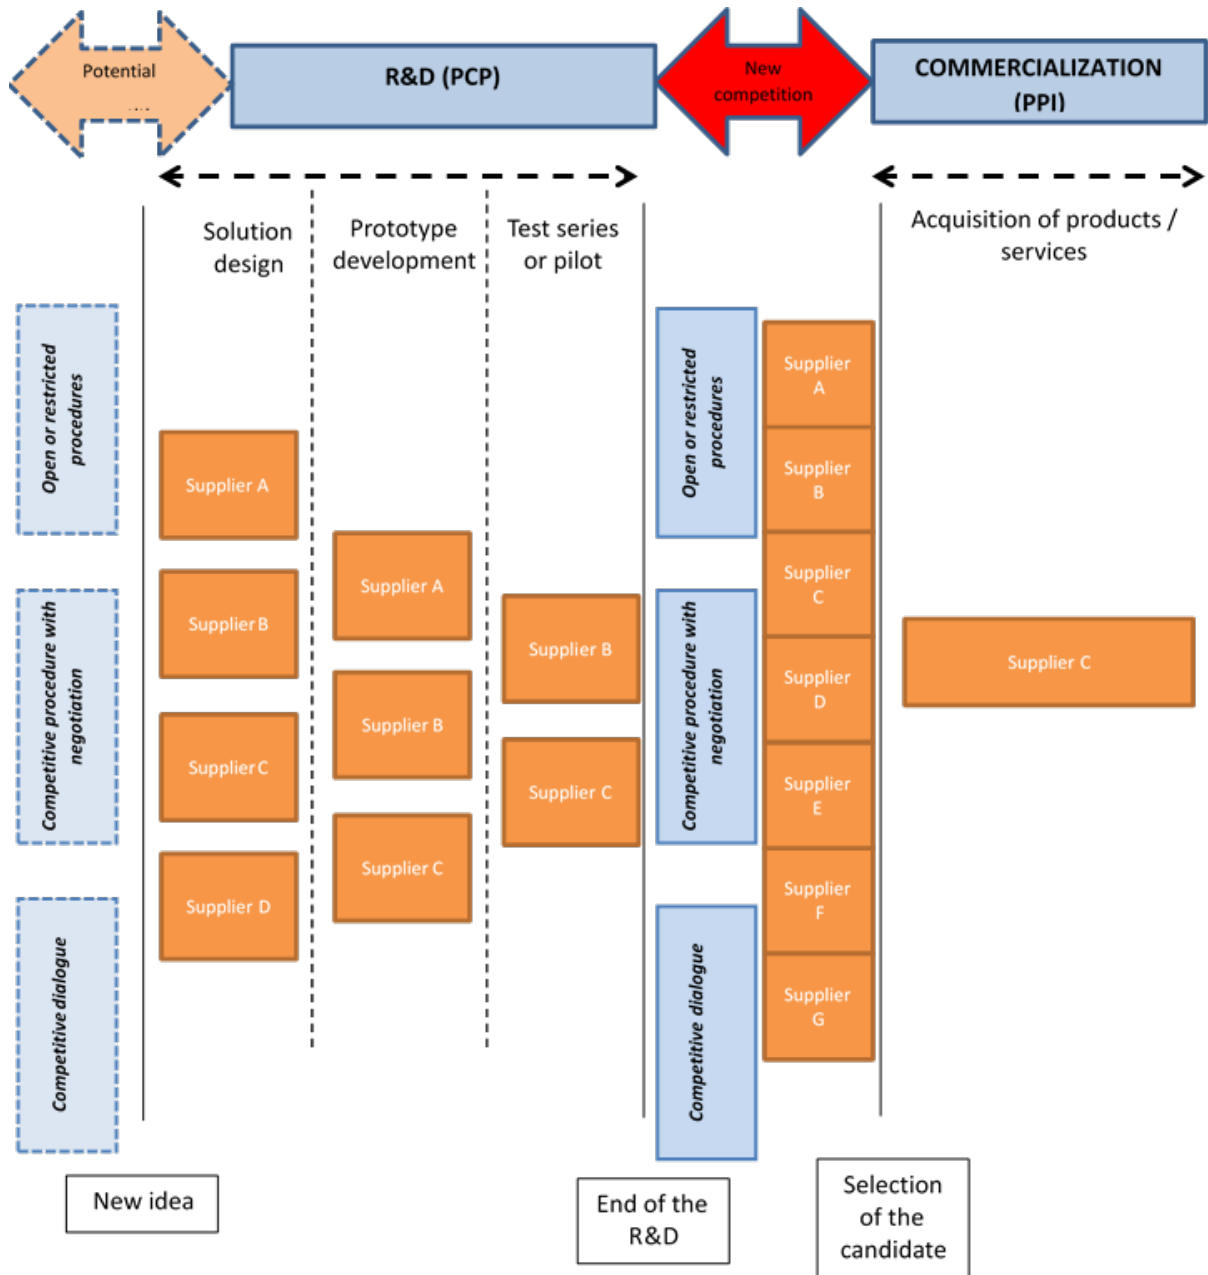 Potential
R&D (PCP)
New
competition
COMMERCIALIZATION
(PPI)
Solution
design
Prototype
development
Test series
or pilot
Acquisition of products /
services
Open or restricted
procedures
Competitive procedure with
negotiation
Competitive dialogue
Supplier A
Supplier B
Supplier C
Supplier D
Supplier A
Supplier B
Supplier C
Supplier B
Supplier C
Open or restricted
procedures
Competitive procedure with
negotiation
Competitive dialogue
Supplier
A
Supplier
B
Supplier
C
Supplier
D
Supplier
E
Supplier
F
Supplier
G
Supplier C
New idea
End of the
R&D
Selection
of the
candidate